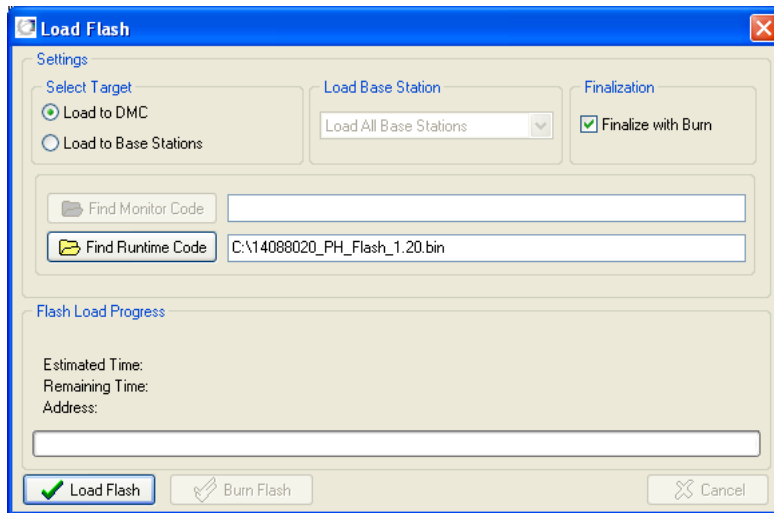 Load Flash
Settings
Select Target
Load to DMC
Load to Base Stations
Load Base Station
Load All Base Stations
Finalization
Finalize with Burn
Find Monitor Code
Find Runtime Code
C:\14088020_PH_Flash_1.20.bin
Flash Load Progress
Estimated Time:
Remaining Time:
Address:
Load Flash
Burn Flash
Cancel